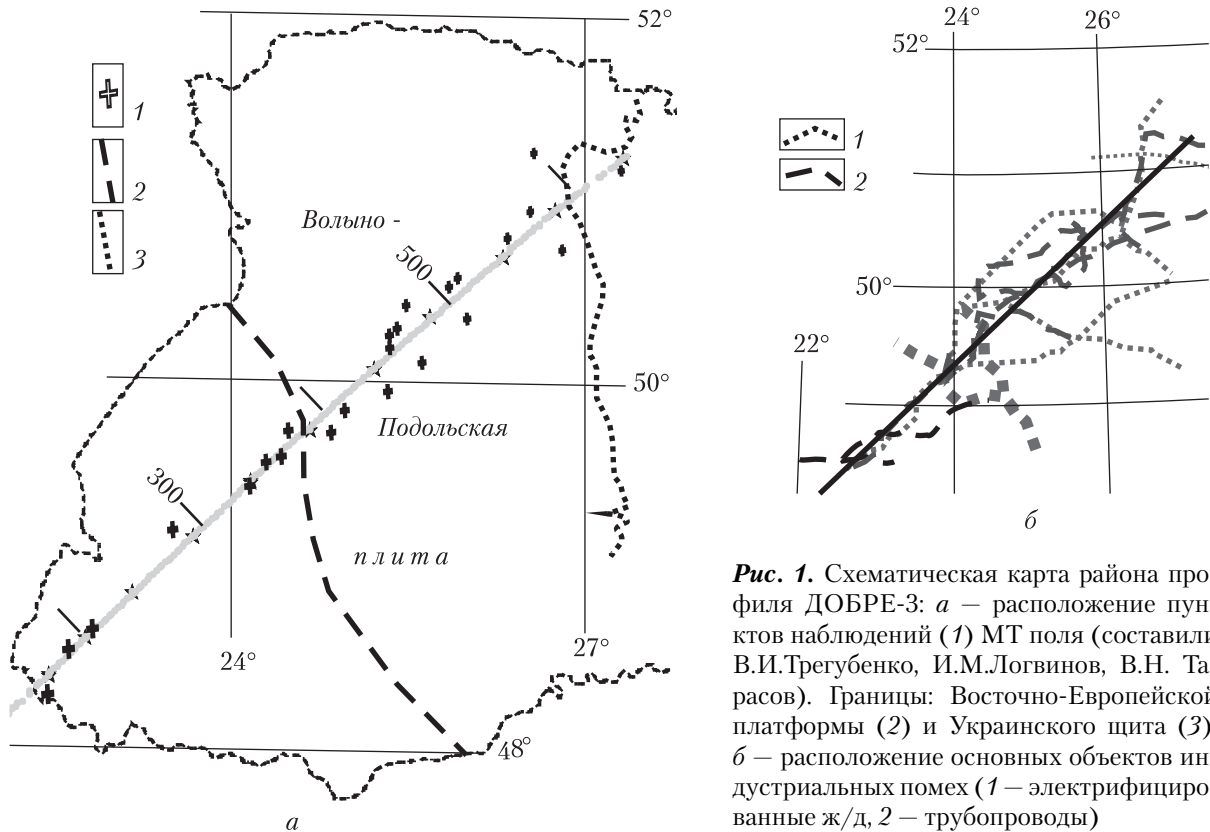 52°
1
2
3
Волыно -
500
50°
Подольская
300
плита
24°
27°
48°
а
24°
26°
52°
1
2
50°
22°
б
Рис. 1. Схематическая карта района про
филя ДОБРЕ-3: а — расположение пун
ктов наблюдений (1) МТ поля (составили
В.И.Трегубенко, И.М.Логвинов, В.Н. Та
расов). Границы: Восточно-Европейской
платформы (2) и Украинского щита (3)
б — расположение основных объектов ин
дустриальных помех (1 — электрифициро
ванные ж/д, 2 — трубопроводы)